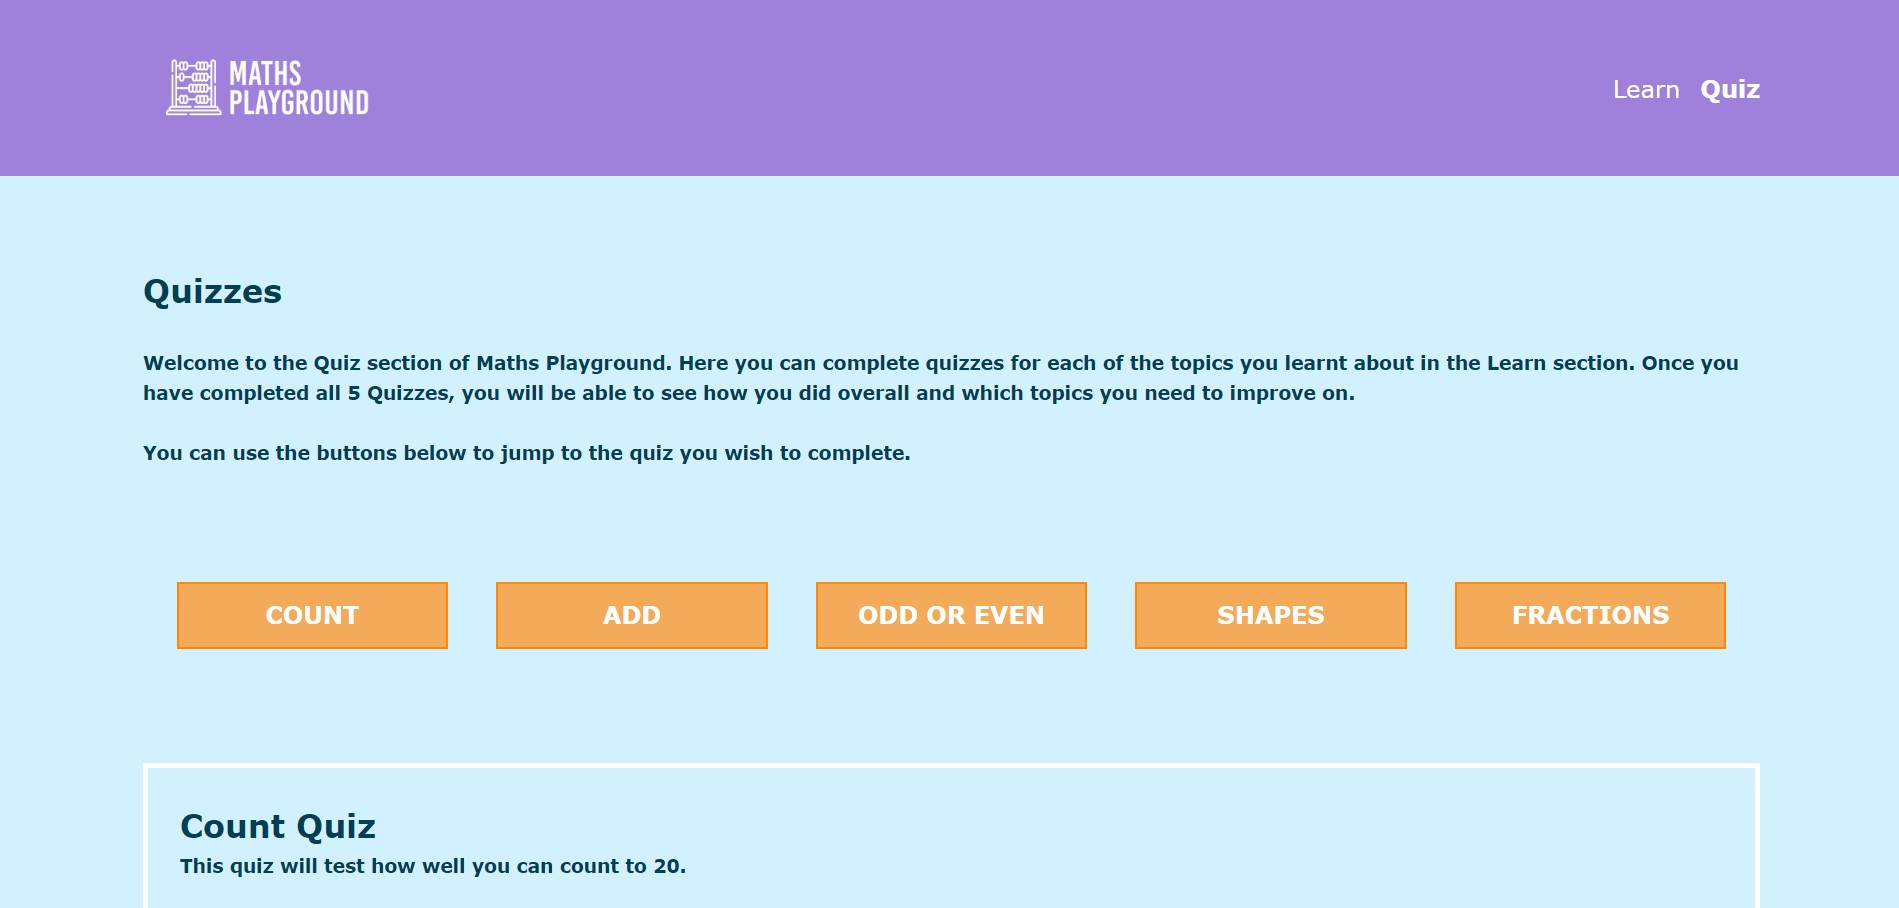 MATHS
PLAYGROUND
Learn Quiz
Quizzes
Welcome to the Quiz section of Maths Playground. Here you can complete quizzes for each of the topics you learnt about in the Learn section. Once you
have completed all 5 Quizzes, you will be able to see how you did overall and which topics you need to improve on.
You can use the buttons below to jump to the quiz you wish to complete.
COUNT ADD ODD OR EVEN SHAPES FRACTIONS
Count Quiz
This quiz will test how well you can count to 20.